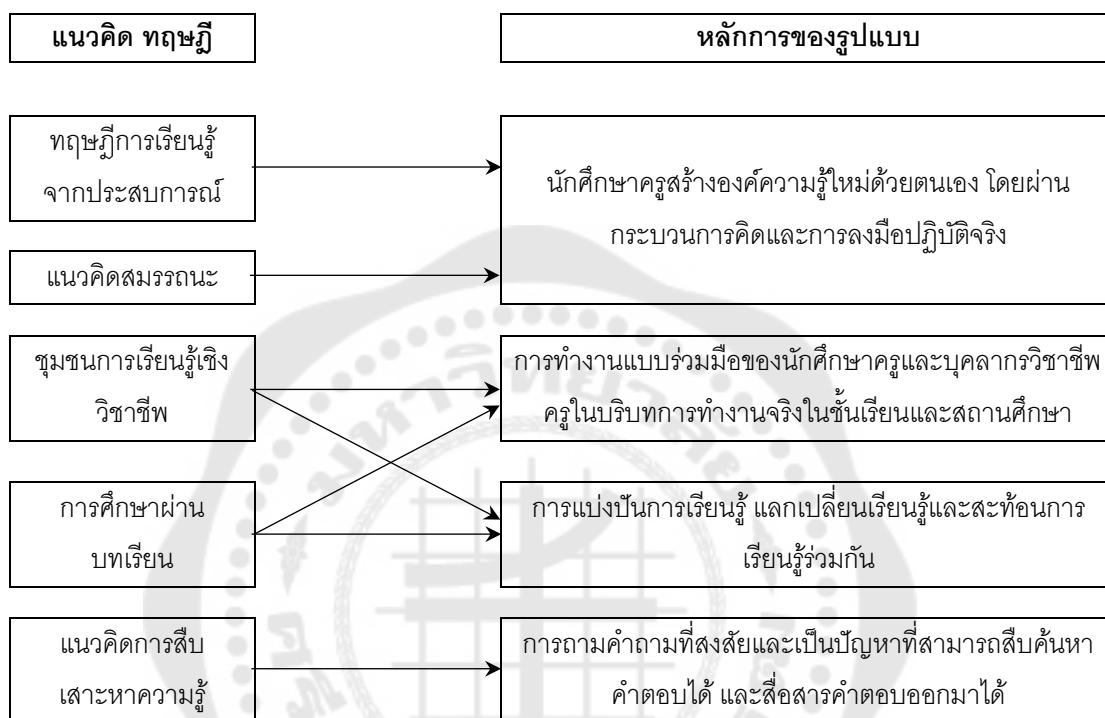 แนวคิด ทฤษฎี
หลักการของรูปแบบ
ทฤษฎีการเรียนรู้
จากประสบการณ์
นักศึกษาครูสร้างองค์ความรู้ใหม่ด้วยตนเอง โดยผ่าน
กระบวนการคิดและการลงมือปฏิบัติจริง
แนวคิดสมรรถนะ
ชุมชนการเรียนรู้เชิง
วิชาชีพ
การทำงานแบบร่วมมือของนักศึกษาครูและบุคลากรวิชาชีพ
ครูในบริบทการทำงานจริงในชั้นเรียนและสถานศึกษา
การศึกษาผ่าน
บทเรียน
การแบ่งปันการเรียนรู้ แลกเปลี่ยนเรียนรู้และสะท้อนการ
เรียนรู้ร่วมกัน
แนวคิดการสืบ
เสาะหาความรู้
การถามคำถามที่สงสัยและเป็นปัญหาที่สามารถสืบค้นหา
คำตอบได้ และสื่อสารคำตอบออกมาได้